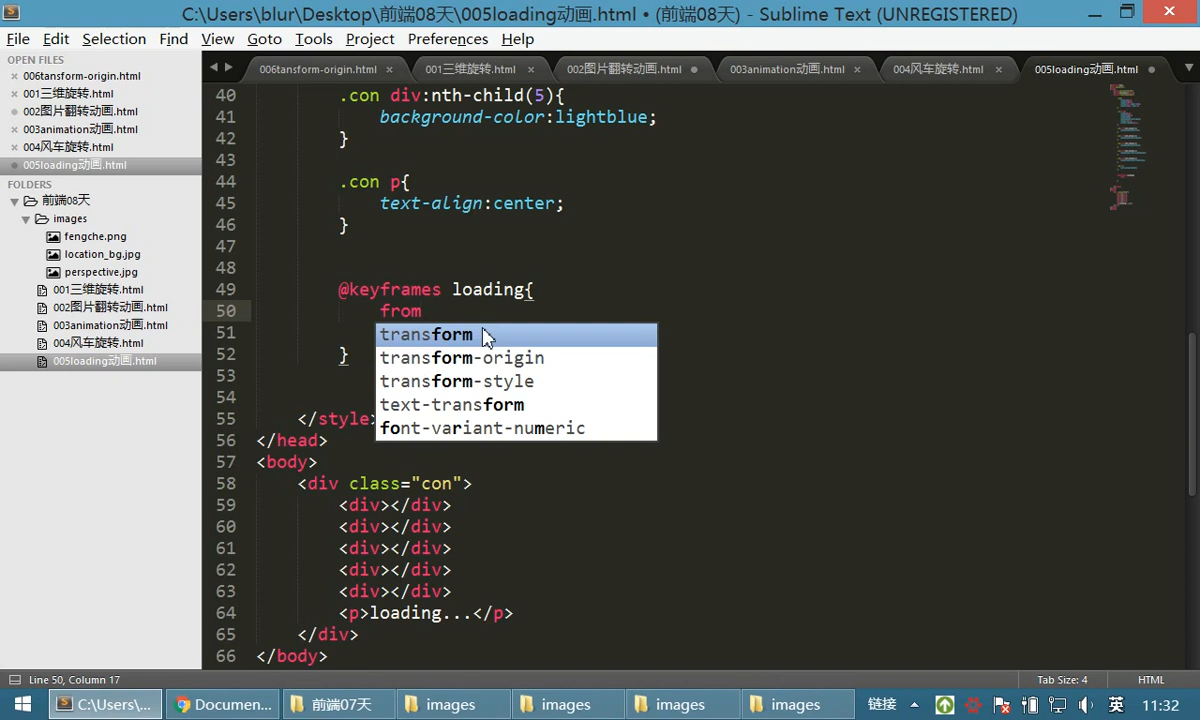 C:\Users\blur\Desktop\前端08天\005loading动画.html • (前端08天) - Sublime Text (UNREGISTERED)
File Edit Selection Find View Goto Tools Project Preferences Help
OPEN FILES
006tansform-origin.html
001三维旋转.html
002图片翻转动画.html
003animation动画.html
004风车旋转.html
005loading动画.html
FOLDERS
前端08天
images
fengche.png
location_bg.jpg
perspective.jpg
001三维旋转.html
002图片翻转动画.html
003animation动画.html
004风车旋转.html
005loading动画.html
006tansform-origin.html 001三维旋转.html 002图片翻转动画.html 003animation动画.html 004风车旋转.html 005loading动画.html
40 .con div:nth-child(5){
41 background-color:lightblue;
42 }
43
44 .con p{
45 text-align:center;
46 }
47
48
49 @keyframes loading{
50 from
51
52 }
53
54
55 </style>
56 </head>
57 <body>
58 <div class="con">
59 <div></div>
60 <div></div>
61 <div></div>
62 <div></div>
63 <div></div>
64 <p>loading...</p>
65 </div>
66 </body>
transform
transform-origin
transform-style
text-transform
font-variant-numeric
Line 50, Column 17 Tab Size: 4 HTML
C:\Users\... Documen... 前端07天 images images images images 链接 英 11:32